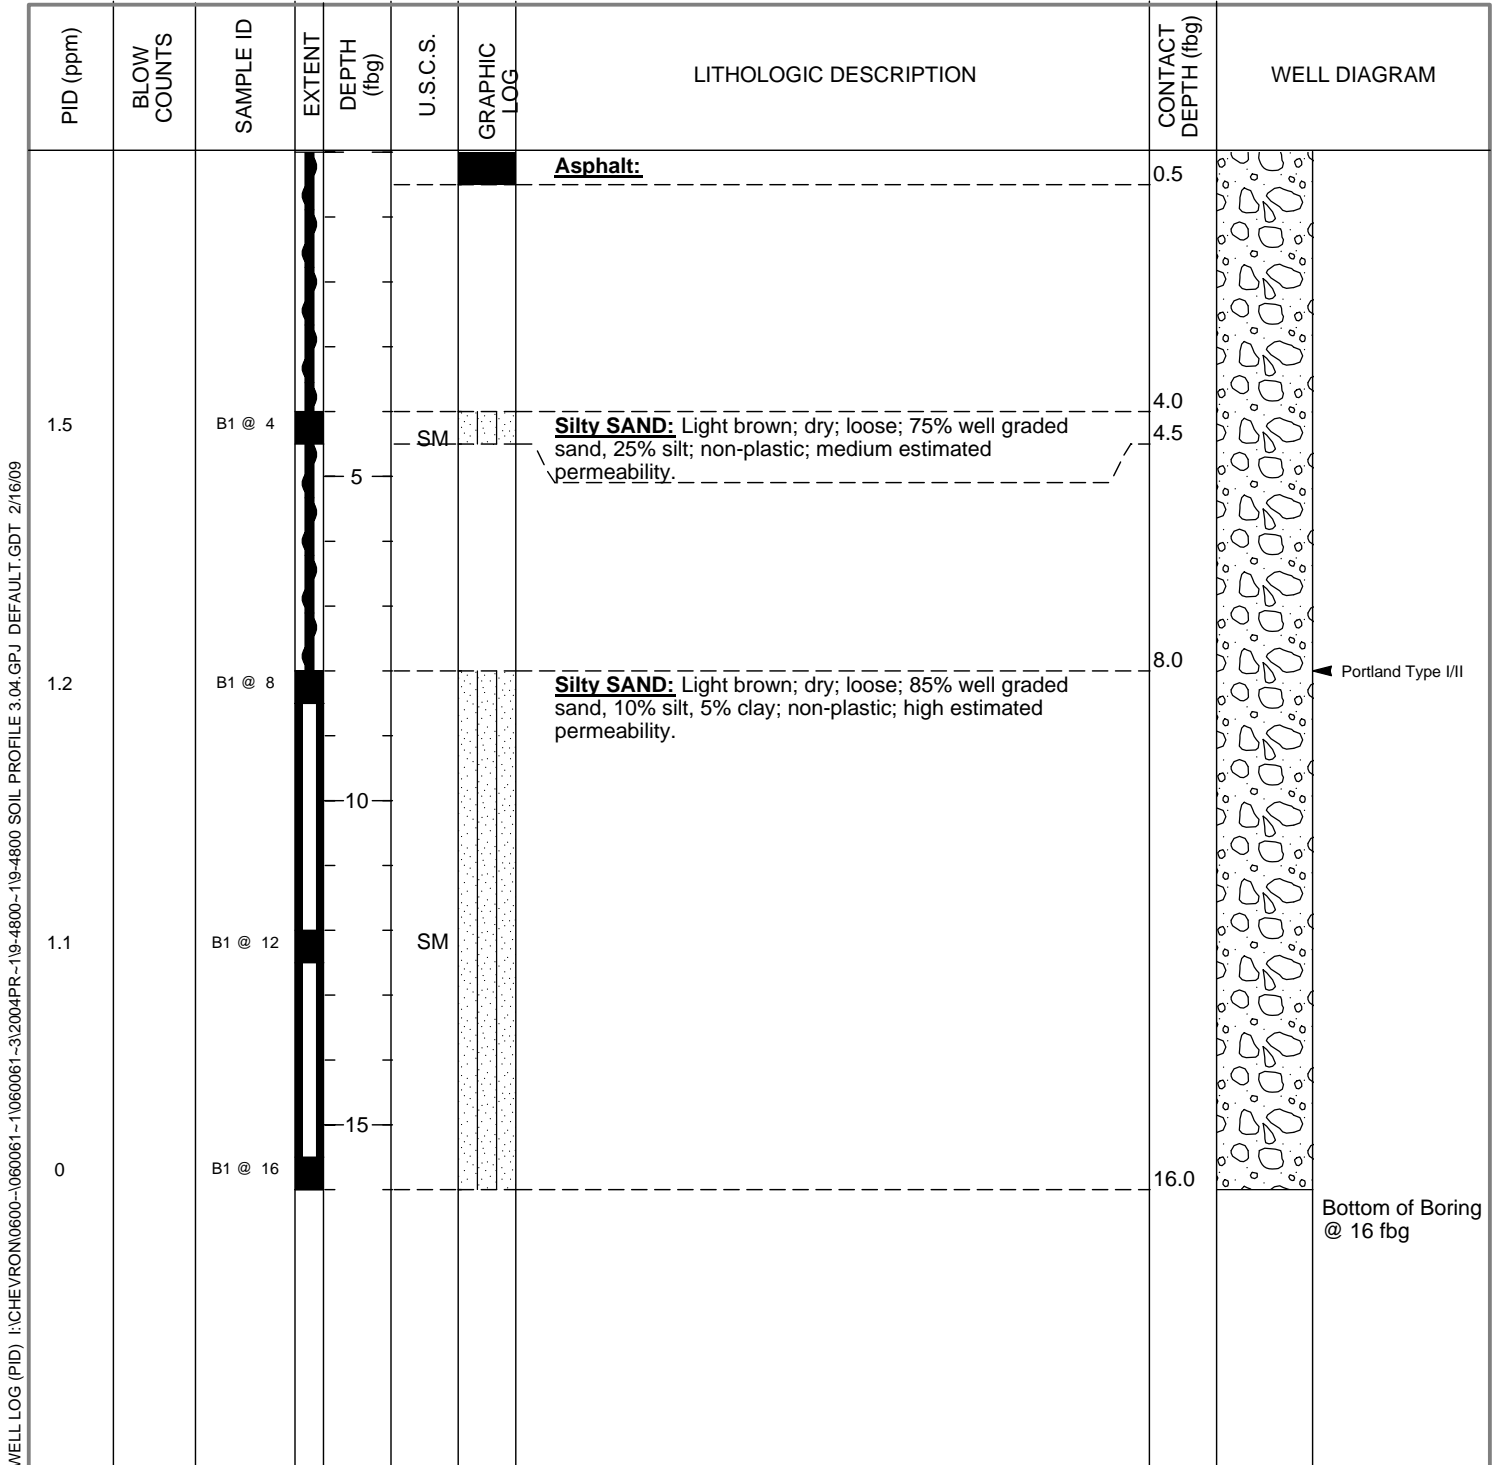 PID (ppm)
BLOW
COUNTS
SAMPLE ID
EXTENT
DEPTH
(fbg)
U.S.C.S.
GRAPHIC
LOG
LITHOLOGIC DESCRIPTION
CONTACT
DEPTH (fbg)
WELL DIAGRAM
Asphalt:
0.5
4.0
1.5
B1 @ 4
SM
Silty SAND: Light brown; dry; loose; 75% well graded
sand, 25% silt; non-plastic; medium estimated
permeability.
4.5
5
8.0
Portland Type I/II
1.2
B1 @ 8
Silty SAND: Light brown; dry; loose; 85% well graded
sand, 10% silt, 5% clay; non-plastic; high estimated
permeability.
10
1.1
B1 @ 12
SM
15
0
B1 @ 16
16.0
Bottom of Boring
@ 16 fbg
WELL LOG (PID) I:\CHEVRON\0600--\060061~1\060061~3\2004PR~1\9-4800~1\9-4800 SOIL PROFILE 3.04.GPJ DEFAULT.GDT 2/16/09